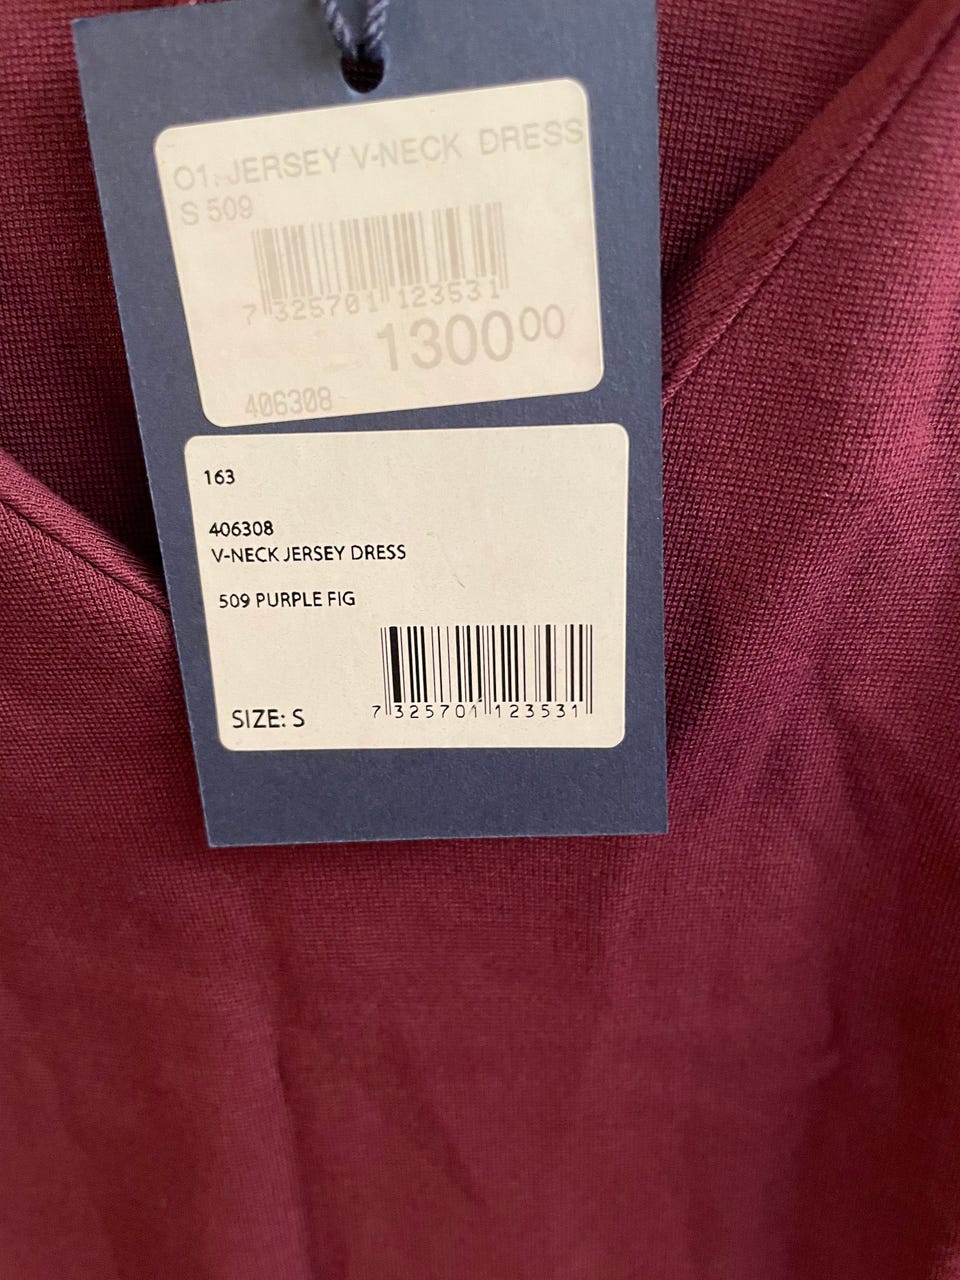 O1. JERSEY V-NECK DRESS
S 509
7 325701 123531
1300 00
406308
163
406308
V-NECK JERSEY DRESS
509 PURPLE FIG
7 325701 123531
SIZE: S